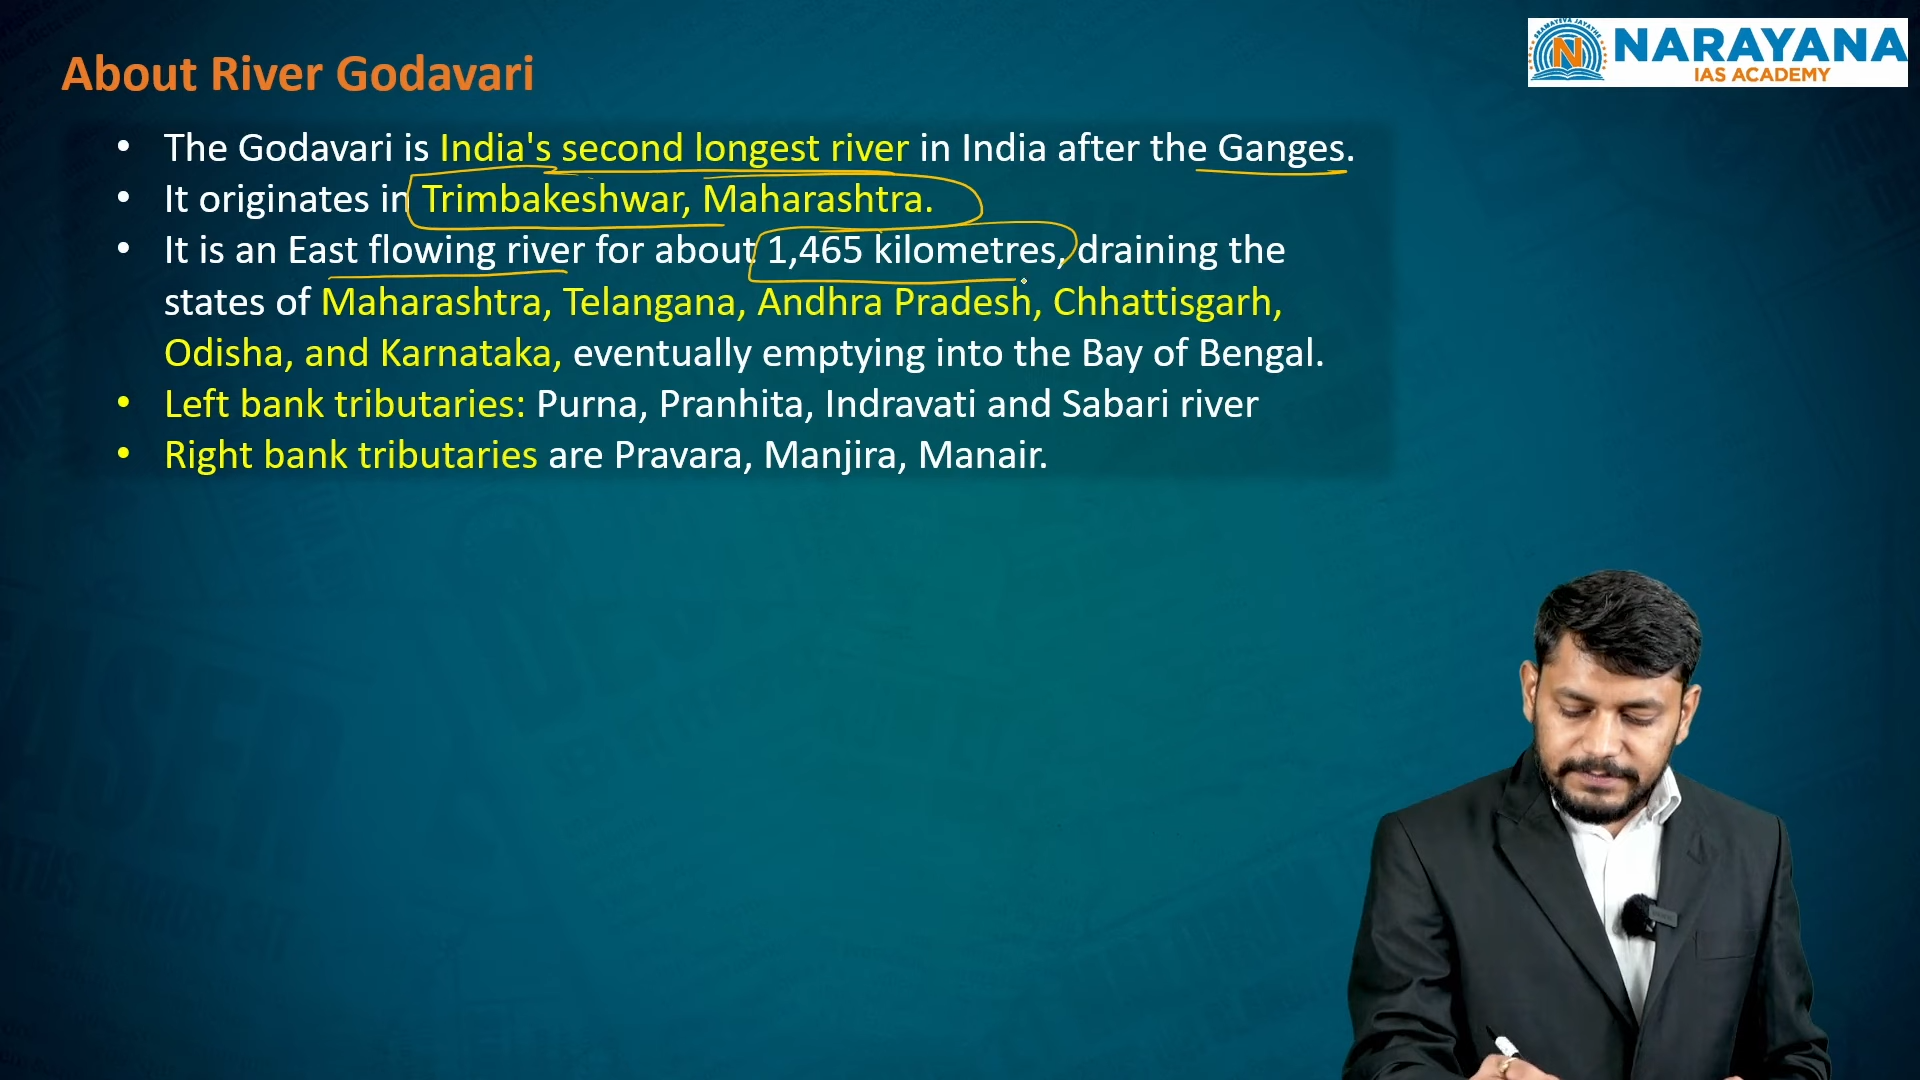 About River Godavari
NARAYANA
IAS ACADEMY
• The Godavari is India's second longest river in India after the Ganges.
• It originates in Trimbakeshwar, Maharashtra.
• It is an East flowing river for about 1,465 kilometres, draining the
states of Maharashtra, Telangana, Andhra Pradesh, Chhattisgarh,
Odisha, and Karnataka, eventually emptying into the Bay of Bengal.
• Left bank tributaries: Purna, Pranhita, Indravati and Sabari river
• Right bank tributaries are Pravara, Manjira, Manair.